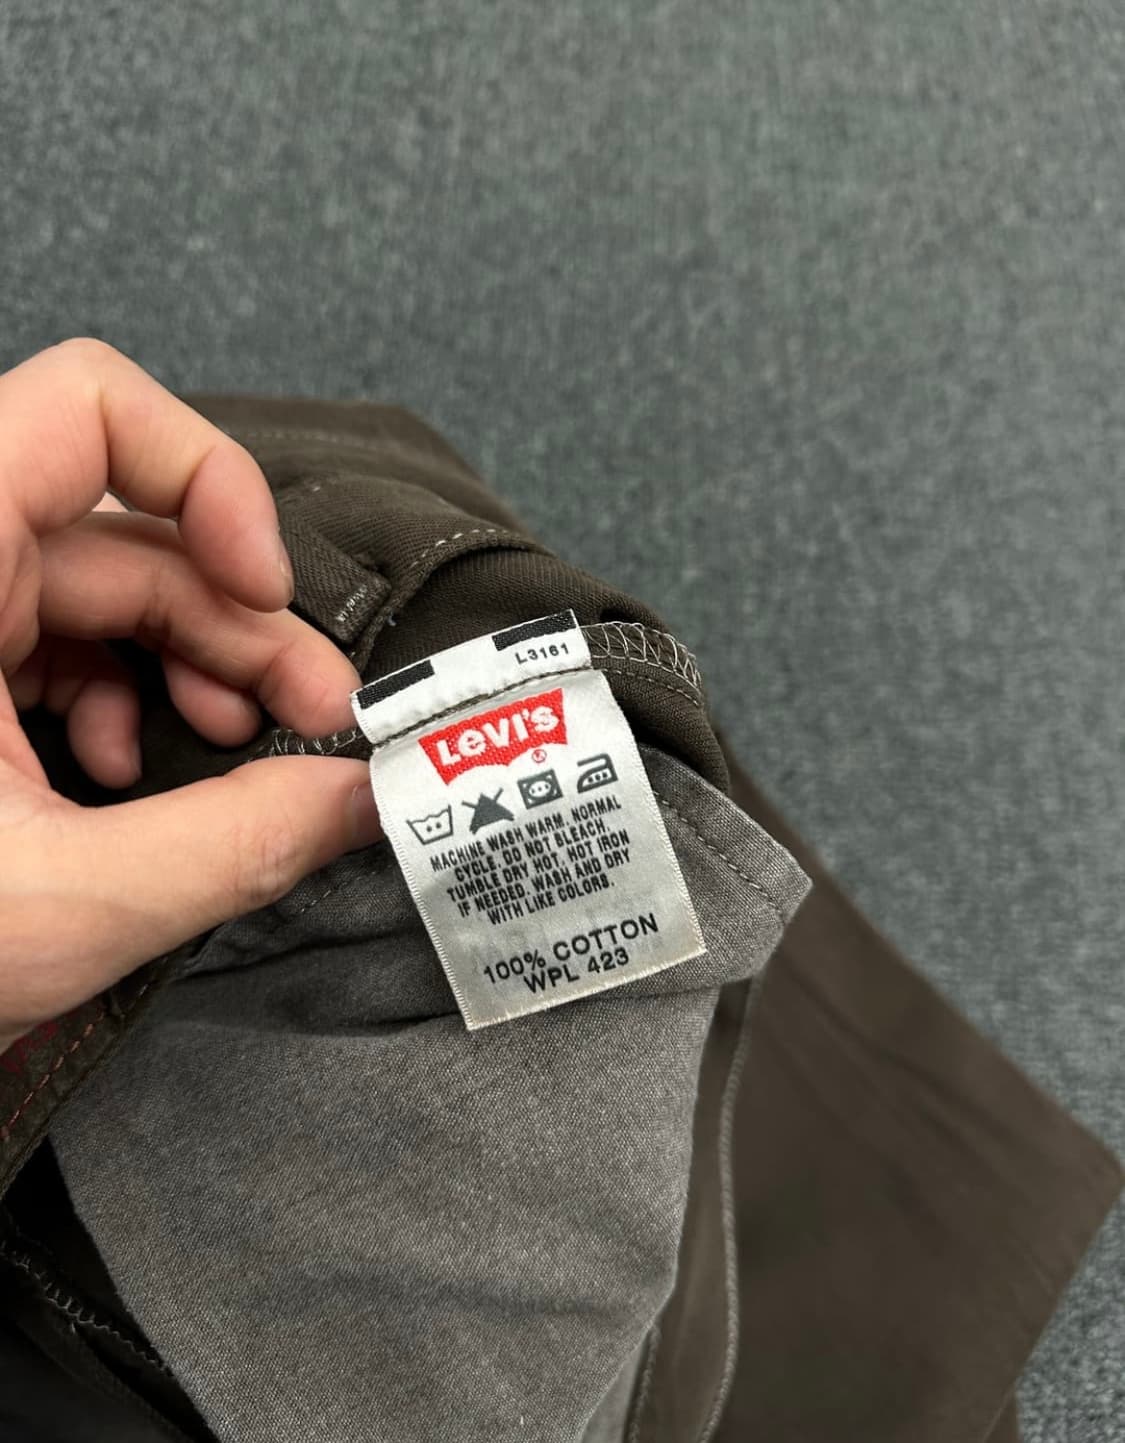 L3161
LEVI'S
®
MACHINE WASH WARM, NORMAL
CYCLE. DO NOT BLEACH.
TUMBLE DRY HOT. HOT IRON
IF NEEDED. WASH AND DRY
WITH LIKE COLORS.
100% COTTON
WPL 423